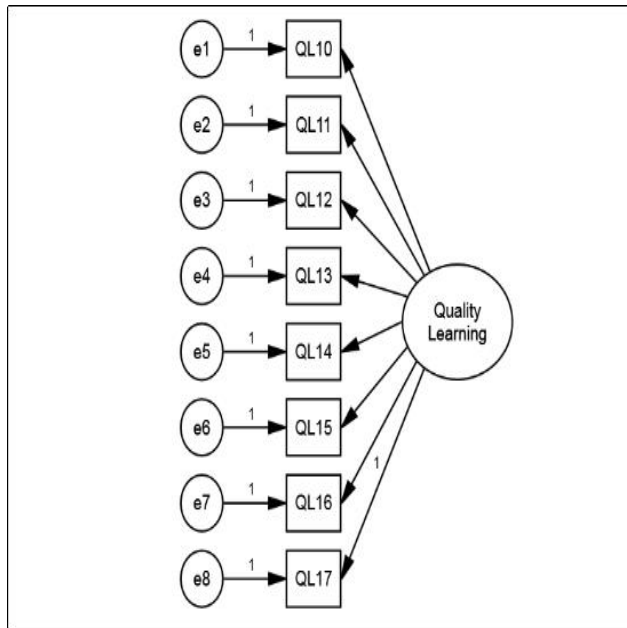 e1 1 QL10
e2 1 QL11
e3 1 QL12
e4 1 QL13
Quality
Learning
e5 1 QL14
e6 1 QL15
1
e7 1 QL16
e8 1 QL17